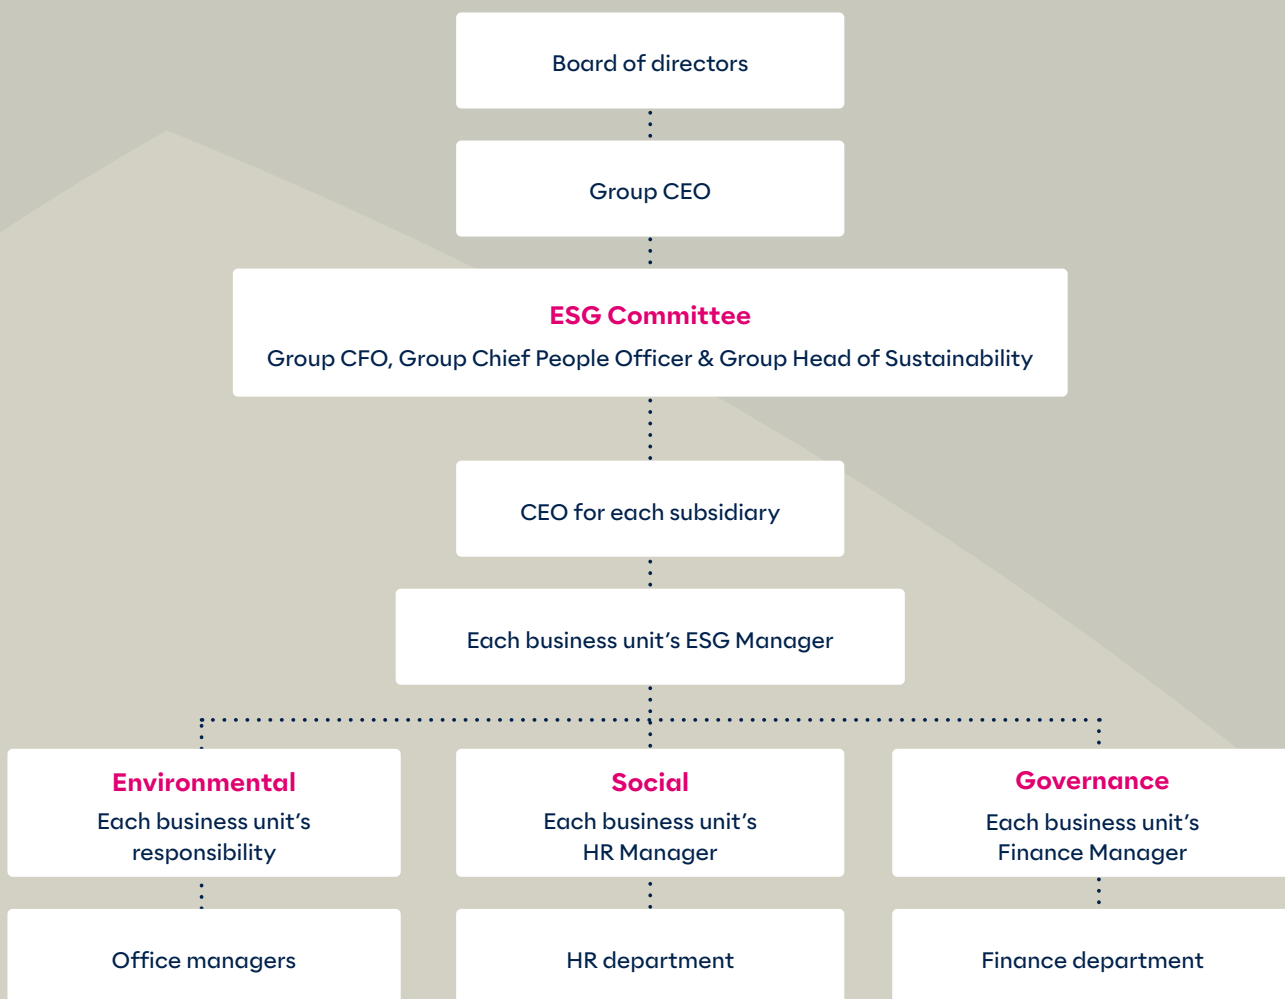 Board of directors
Group CEO
ESG Committee
Group CFO, Group Chief People Officer & Group Head of Sustainability
CEO for each subsidiary
Each business unit’s ESG Manager
Environmental
Each business unit’s
responsibility
Social
Each business unit’s
HR Manager
Governance
Each business unit’s
Finance Manager
Office managers
HR department
Finance department